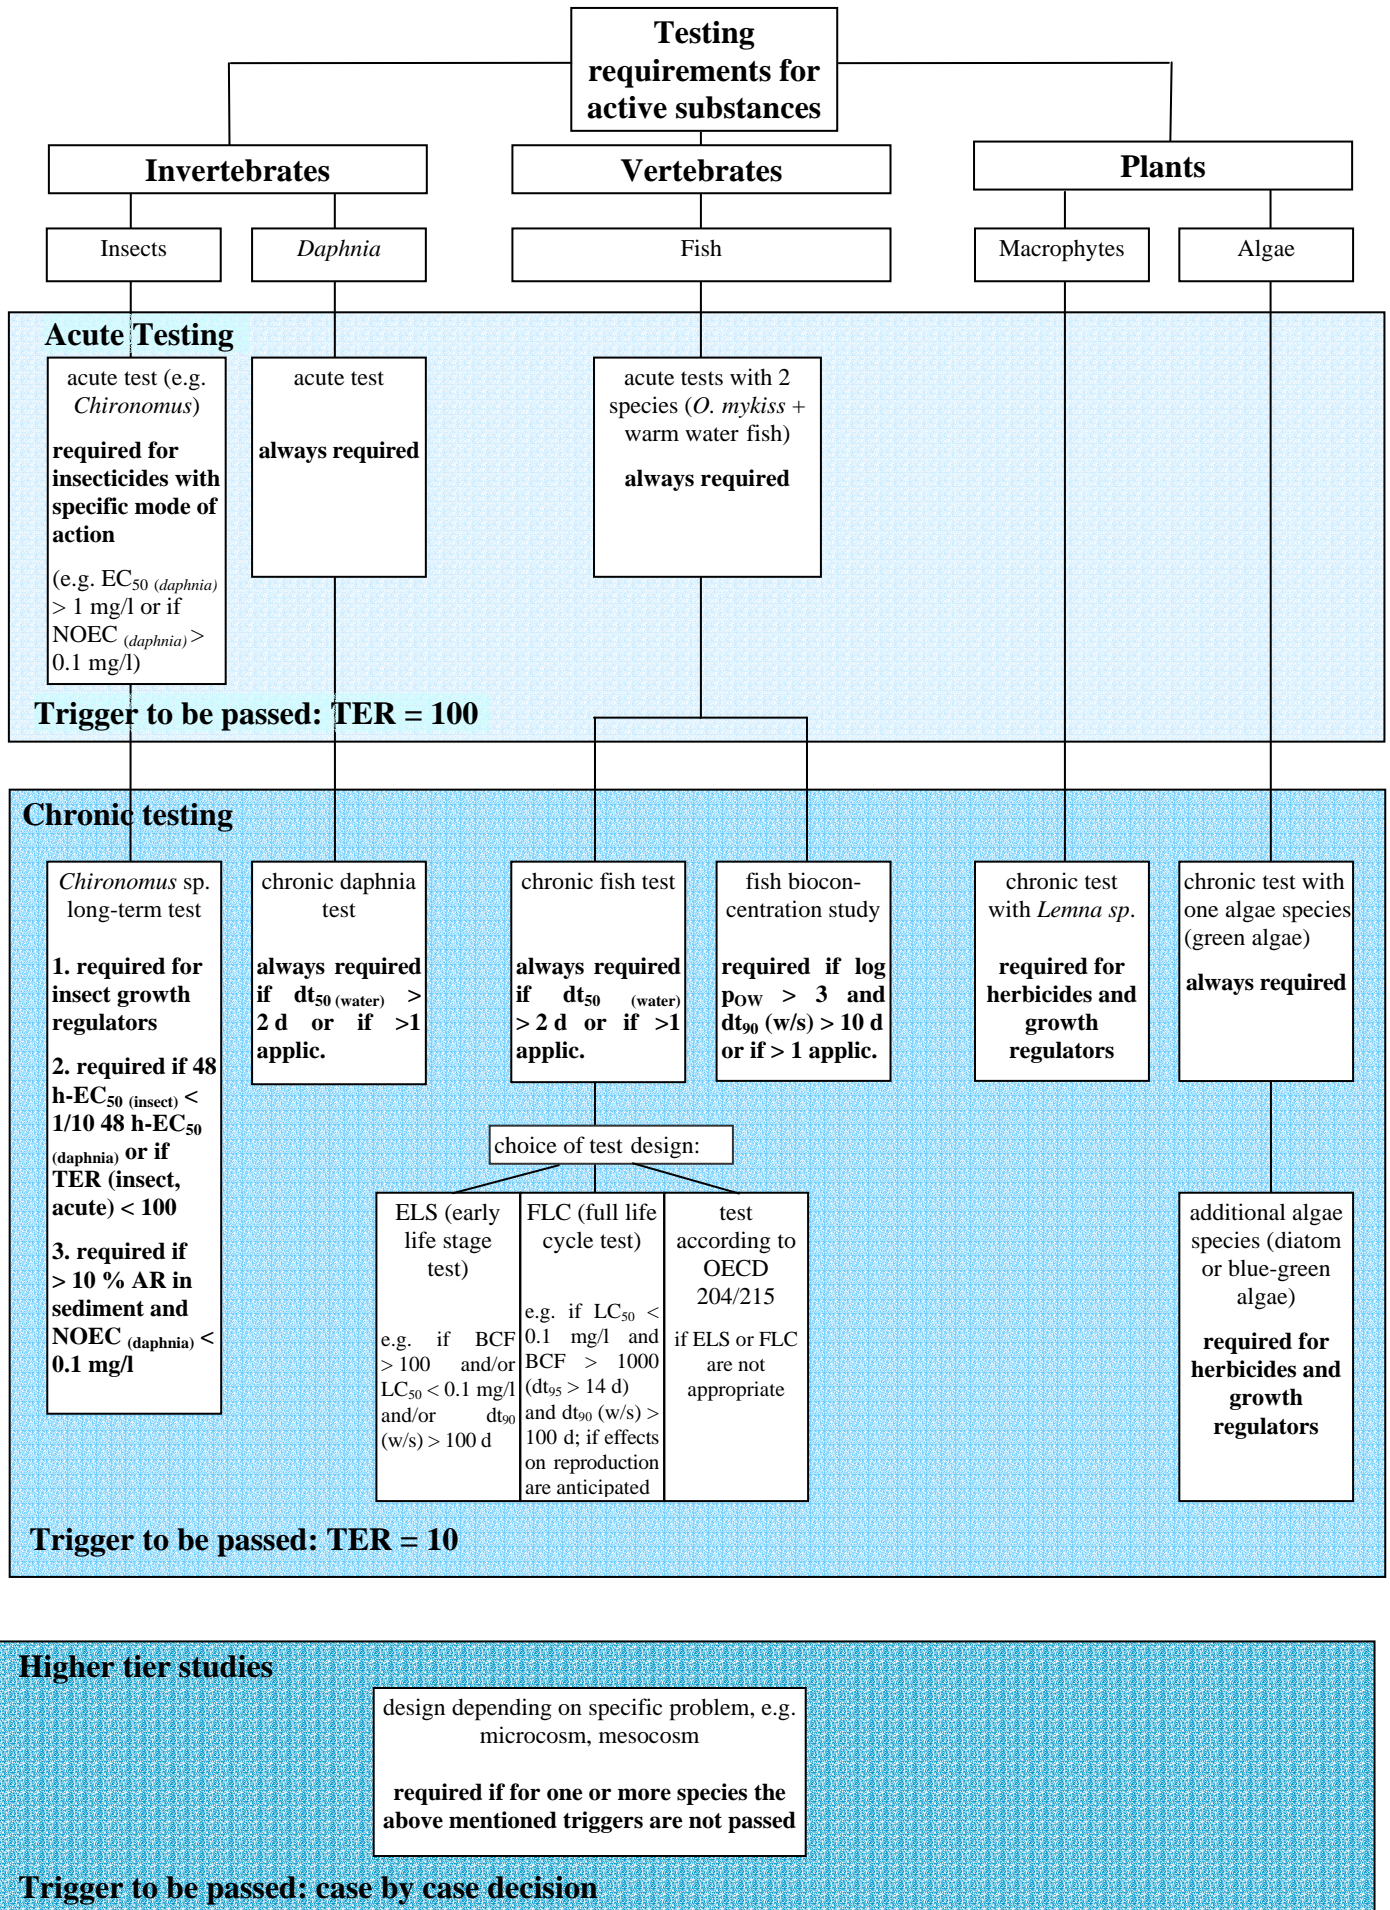 Testing
requirements for
active substances
Invertebrates
Vertebrates
Plants
Insects
Daphnia
Fish
Macrophytes
Algae
Acute Testing
acute test (e.g.
Chironomus)
required for
insecticides with
specific mode of
action
(e.g. EC50 (daphnia)
> 1 mg/l or if
NOEC (daphnia) >
0.1 mg/l)
acute test
always required
acute tests with 2
species (O. mykiss +
warm water fish)
always required
Trigger to be passed: TER = 100
Chronic testing
Chironomus sp.
long-term test
1. required for
insect growth
regulators
2. required if 48
h-EC50 (insect) <
1/10 48 h-EC50
(daphnia) or if
TER (insect,
acute) < 100
3. required if
> 10 % AR in
sediment and
NOEC (daphnia) <
0.1 mg/l
chronic daphnia
test
always required
if dt50 (water) >
2 d or if >1
applic.
chronic fish test
always required
if dt50 (water)
> 2 d or if >1
applic.
fish biocon-
centration study
required if log
pOW > 3 and
dt90 (w/s) > 10 d
or if > 1 applic.
chronic test
with Lemna sp.
required for
herbicides and
growth
regulators
chronic test with
one algae species
(green algae)
always required
choice of test design:
ELS (early
life stage
test)
e.g. if BCF
> 100 and/or
LC50 < 0.1 mg/l
and/or dt90
(w/s) > 100 d
FLC (full life
cycle test)
e.g. if LC50 <
0.1 mg/l and
BCF > 1000
(dt95 > 14 d)
and dt90 (w/s) >
100 d; if effects
on reproduction
are anticipated
test
according to
OECD
204/215
if ELS or FLC
are not
appropriate
additional algae
species (diatom
or blue-green
algae)
required for
herbicides and
growth
regulators
Trigger to be passed: TER = 10
Higher tier studies
design depending on specific problem, e.g.
microcosm, mesocosm
required if for one or more species the
above mentioned triggers are not passed
Trigger to be passed: case by case decision